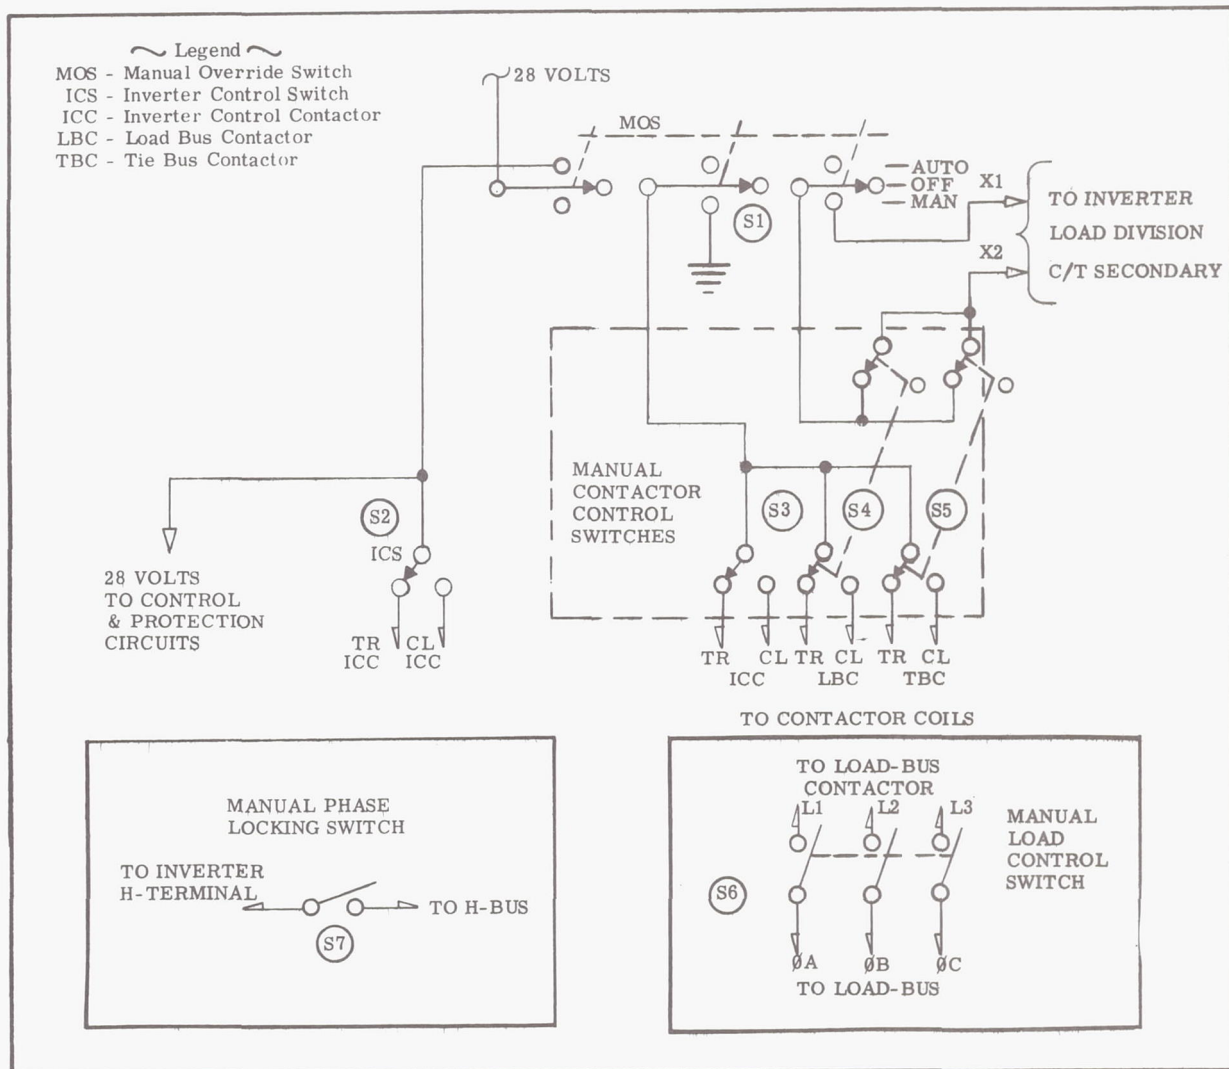 Legend
MOS - Manual Override Switch
ICS - Inverter Control Switch
ICC - Inverter Control Contactor
LBC - Load Bus Contactor
TBC - Tie Bus Contactor
28 VOLTS
MOS
AUTO
OFF
MAN
S1
X1
TO INVERTER
LOAD DIVISION
X2
C/T SECONDARY
MANUAL
CONTACTOR
CONTROL
SWITCHES
S3
S4
S5
S2
ICS
28 VOLTS
TO CONTROL
& PROTECTION
CIRCUITS
TR CL
ICC ICC
TR CL TR CL TR CL
ICC LBC TBC
TO CONTACTOR COILS
MANUAL PHASE
LOCKING SWITCH
TO INVERTER
H-TERMINAL
TO H-BUS
S7
TO LOAD-BUS
CONTACTOR
L1 L2 L3
MANUAL
LOAD
CONTROL
SWITCH
S6
ØA ØB ØC
TO LOAD-BUS